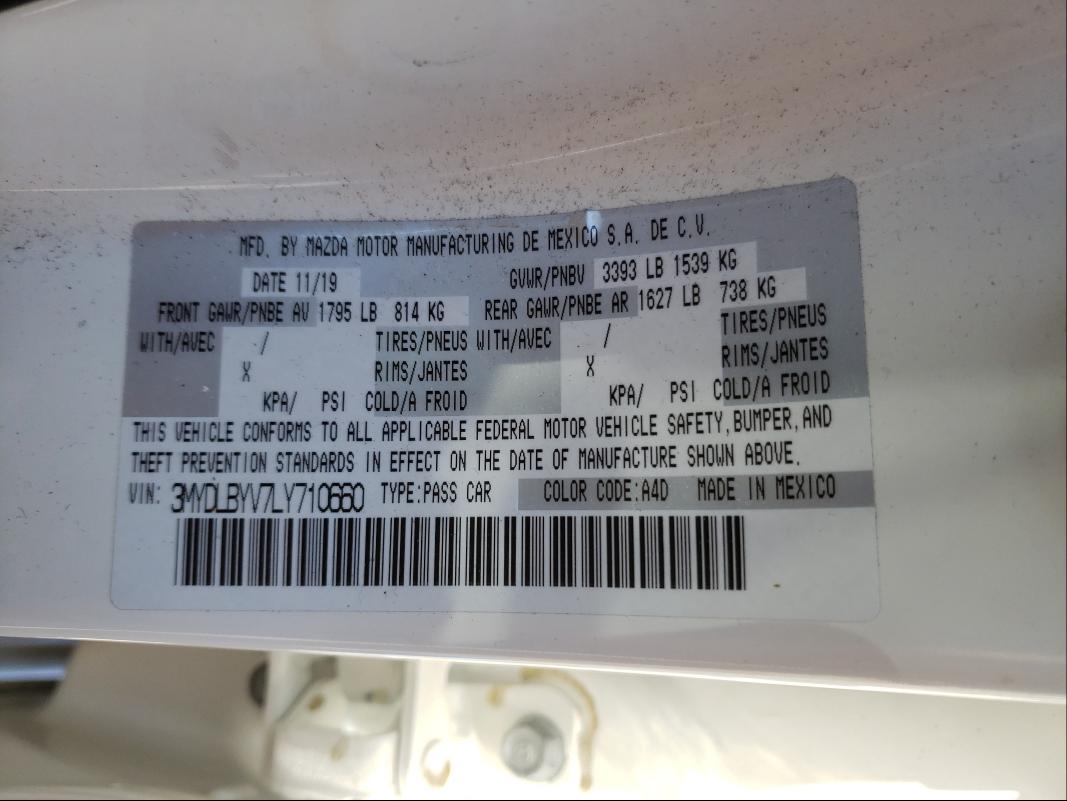 MFD. BY MAZDA MOTOR MANUFACTURING DE MEXICO S.A. DE C.V.
DATE 11/19 GVWR/PNBV 3393 LB 1539 KG
FRONT GAWR/PNBE AV 1795 LB 814 KG REAR GAWR/PNBE AR 1627 LB 738 KG
WITH/AVEC / TIRES/PNEUS WITH/AVEC / TIRES/PNEUS
X RIMS/JANTES X RIMS/JANTES
KPA/ PSI COLD/A FROID KPA/ PSI COLD/A FROID
THIS VEHICLE CONFORMS TO ALL APPLICABLE FEDERAL MOTOR VEHICLE SAFETY, BUMPER, AND
THEFT PREVENTION STANDARDS IN EFFECT ON THE DATE OF MANUFACTURE SHOWN ABOVE.
VIN: 3MYDLBYV7LY710660 TYPE:PASS CAR COLOR CODE:A4D MADE IN MEXICO